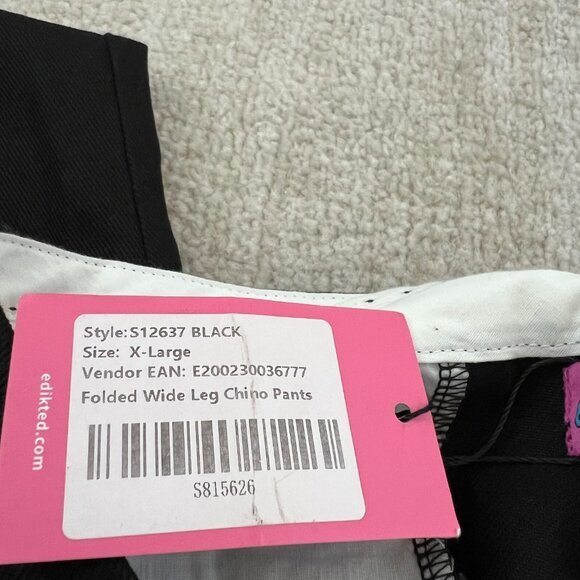 Style:S12637 BLACK
Size: X-Large
Vendor EAN: E200230036777
Folded Wide Leg Chino Pants
S815626
edikted.com